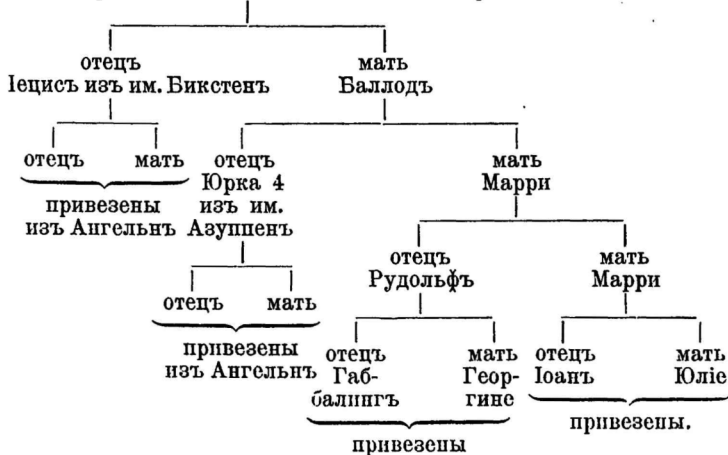 отецъ мать
Іецисъ изъ им. Бикстенъ Баллодъ
отецъ мать отецъ мать
Юрка 4 Марри
привезены изъ им.
изъ Ангельнъ Азуппенъ
отецъ мать
Рудольфъ Марри
отецъ мать
привезены отецъ мать отецъ мать
изъ Ангельнъ Габ- Геор- Іоанъ Юліе
балингъ гине
привезены.
привезены